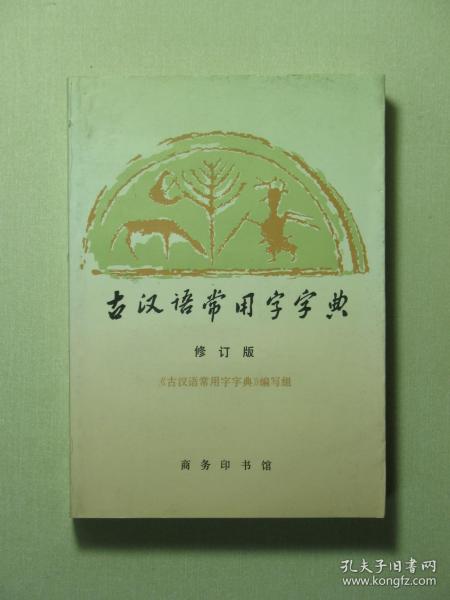 古汉语常用字字典
修订版
《古汉语常用字字典》编写组
商务印书馆
孔夫子旧书网
www.kongfz.com